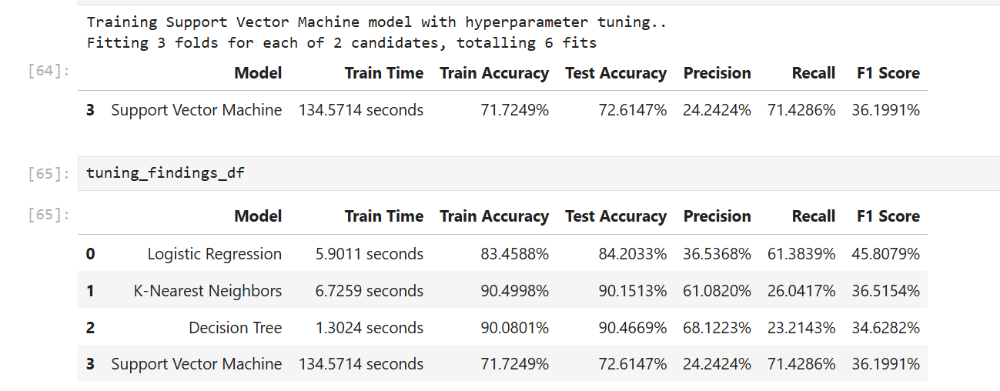 Training Support Vector Machine model with hyperparameter tuning..
Fitting 3 folds for each of 2 candidates, totalling 6 fits
[64]: Model Train Time Train Accuracy Test Accuracy Precision Recall F1 Score
3 Support Vector Machine 134.5714 seconds 71.7249% 72.6147% 24.2424% 71.4286% 36.1991%
[65]: tuning_findings_df
[65]: Model Train Time Train Accuracy Test Accuracy Precision Recall F1 Score
0 Logistic Regression 5.9011 seconds 83.4588% 84.2033% 36.5368% 61.3839% 45.8079%
1 K-Nearest Neighbors 6.7259 seconds 90.4998% 90.1513% 61.0820% 26.0417% 36.5154%
2 Decision Tree 1.3024 seconds 90.0801% 90.4669% 68.1223% 23.2143% 34.6282%
3 Support Vector Machine 134.5714 seconds 71.7249% 72.6147% 24.2424% 71.4286% 36.1991%